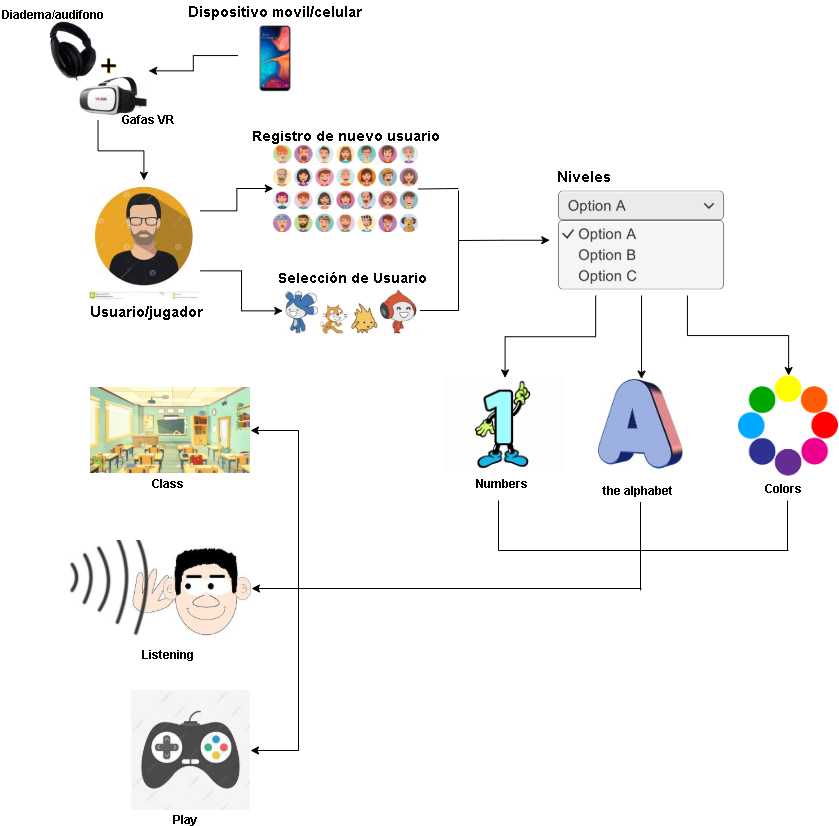 Diadema/audifono
Dispositivo movil/celular
+
Gafas VR
Registro de nuevo usuario
Niveles
Option A
Option A
Option B
Option C
Selección de Usuario
Usuario/jugador
1
A
Class
Numbers
the alphabet
Colors
Listening
Play